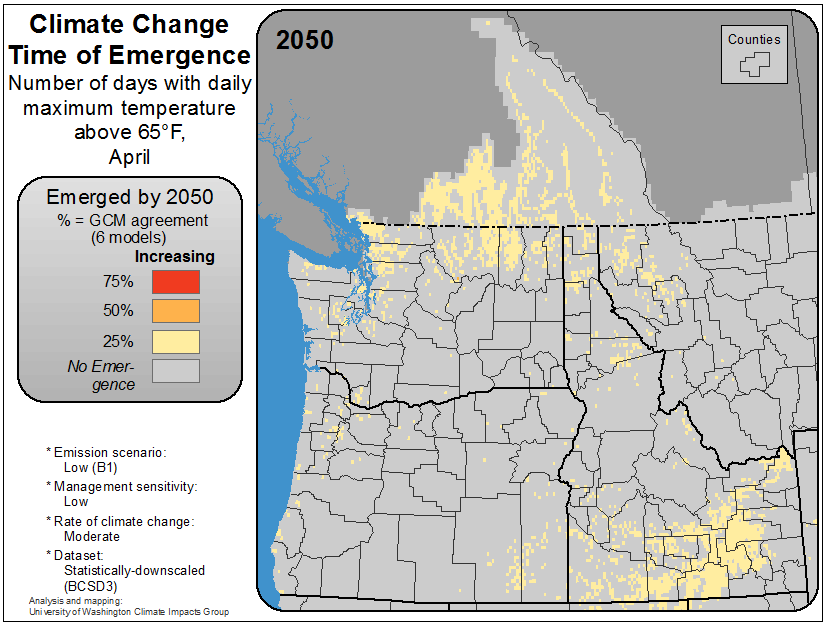 Climate Change
Time of Emergence
Number of days with daily
maximum temperature
above 65°F,
April
Emerged by 2050
% = GCM agreement
(6 models)
Increasing
75%
50%
25%
No Emer-
gence
* Emission scenario:
Low (B1)
* Management sensitivity:
Low
* Rate of climate change:
Moderate
* Dataset:
Statistically-downscaled
(BCSD3)
Analysis and mapping:
University of Washington Climate Impacts Group
2050
Counties